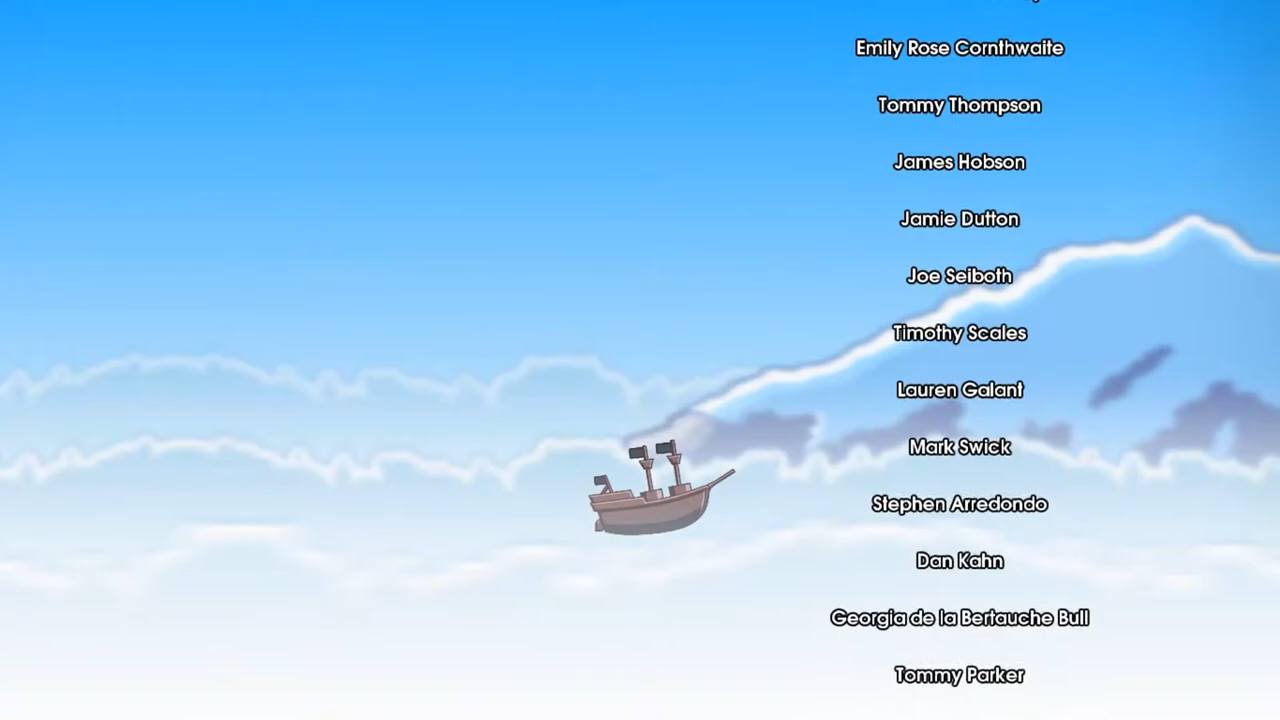 Emily Rose Cornthwaite
Tommy Thompson
James Hobson
Jamie Dutton
Joe Seiboth
Timothy Scales
Lauren Galant
Mark Swick
Stephen Arredondo
Dan Kahn
Georgia de la Bertauche Bull
Tommy Parker